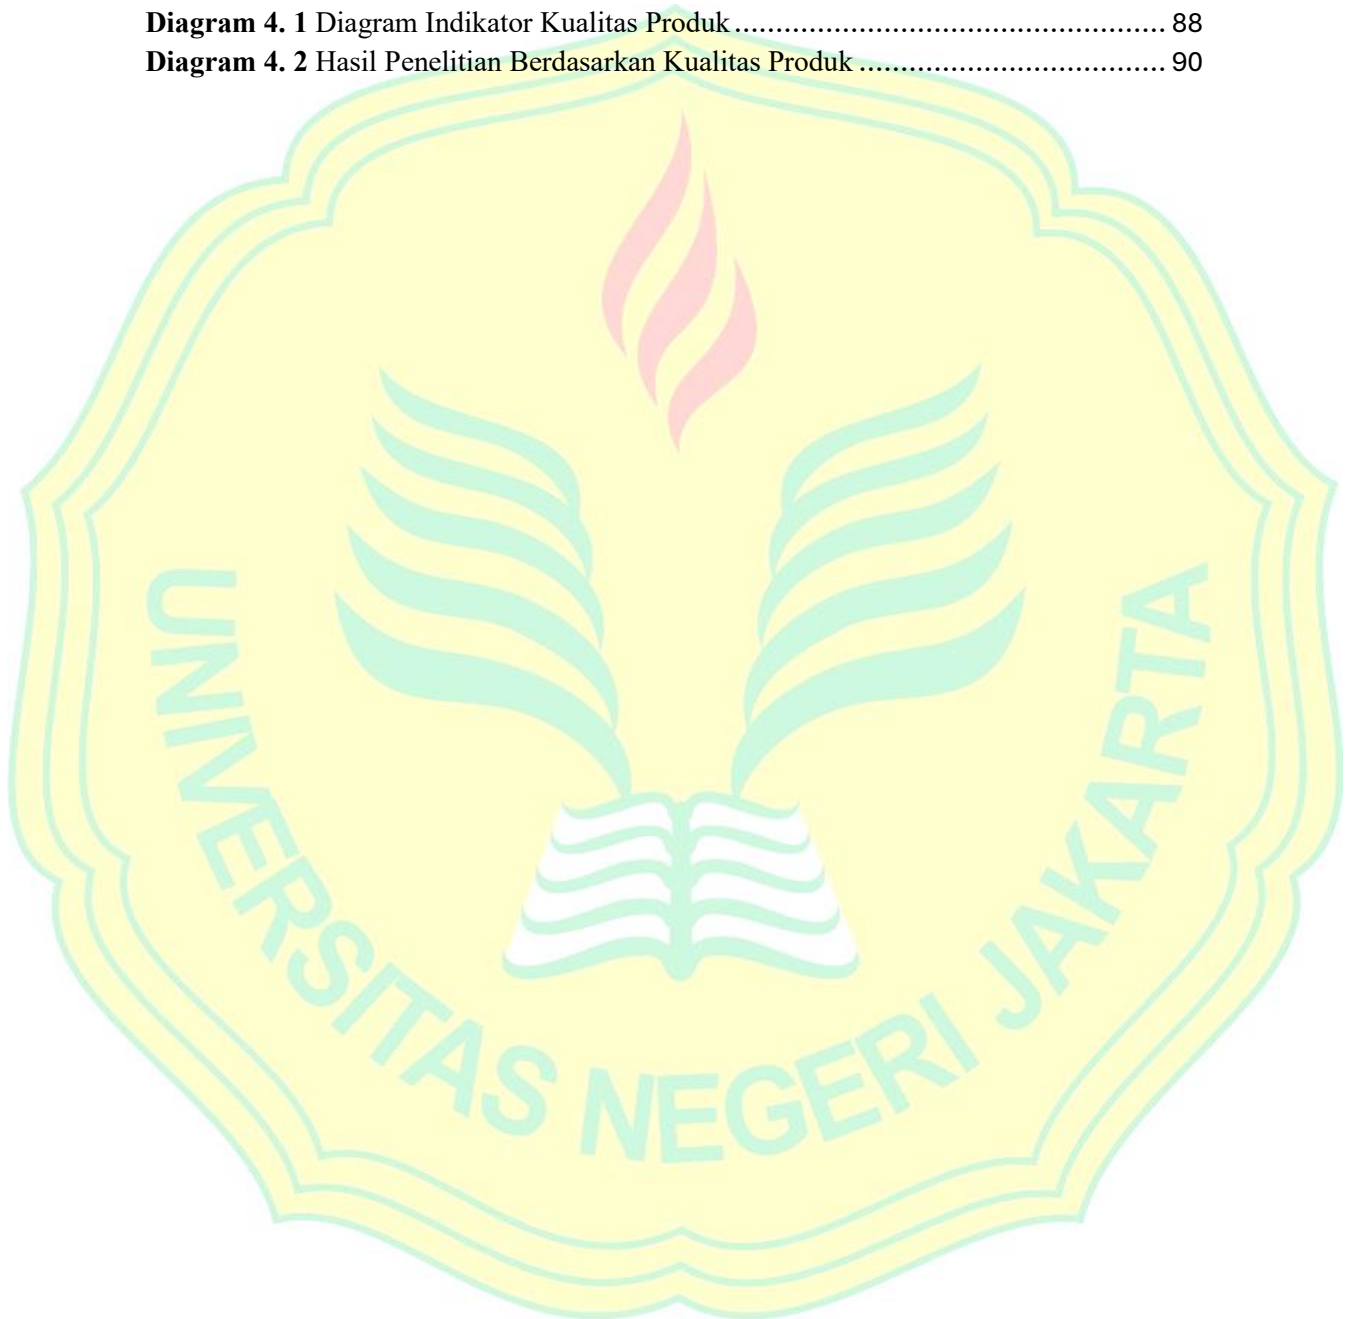 Diagram 4. 1 Diagram Indikator Kualitas Produk ..................................................... 88
Diagram 4. 2 Hasil Penelitian Berdasarkan Kualitas Produk ..................................... 90
UNIVERSITAS NEGERI JAKARTA